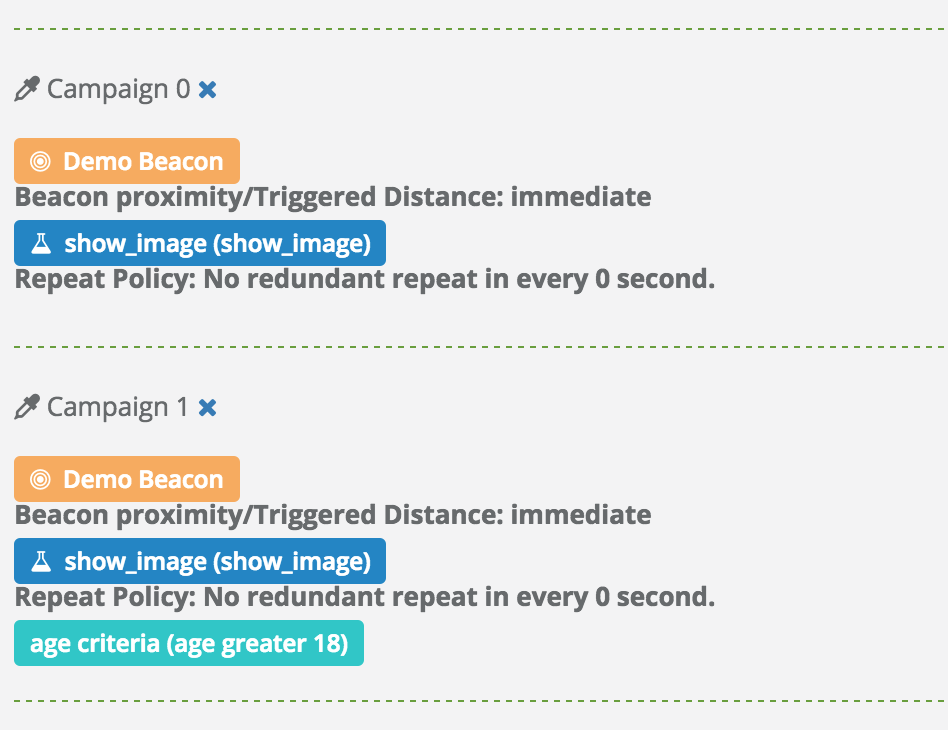 Campaign 0
Demo Beacon
Beacon proximity/Triggered Distance: immediate
show_image (show_image)
Repeat Policy: No redundant repeat in every 0 second.
Campaign 1
Demo Beacon
Beacon proximity/Triggered Distance: immediate
show_image (show_image)
Repeat Policy: No redundant repeat in every 0 second.
age criteria (age greater 18)